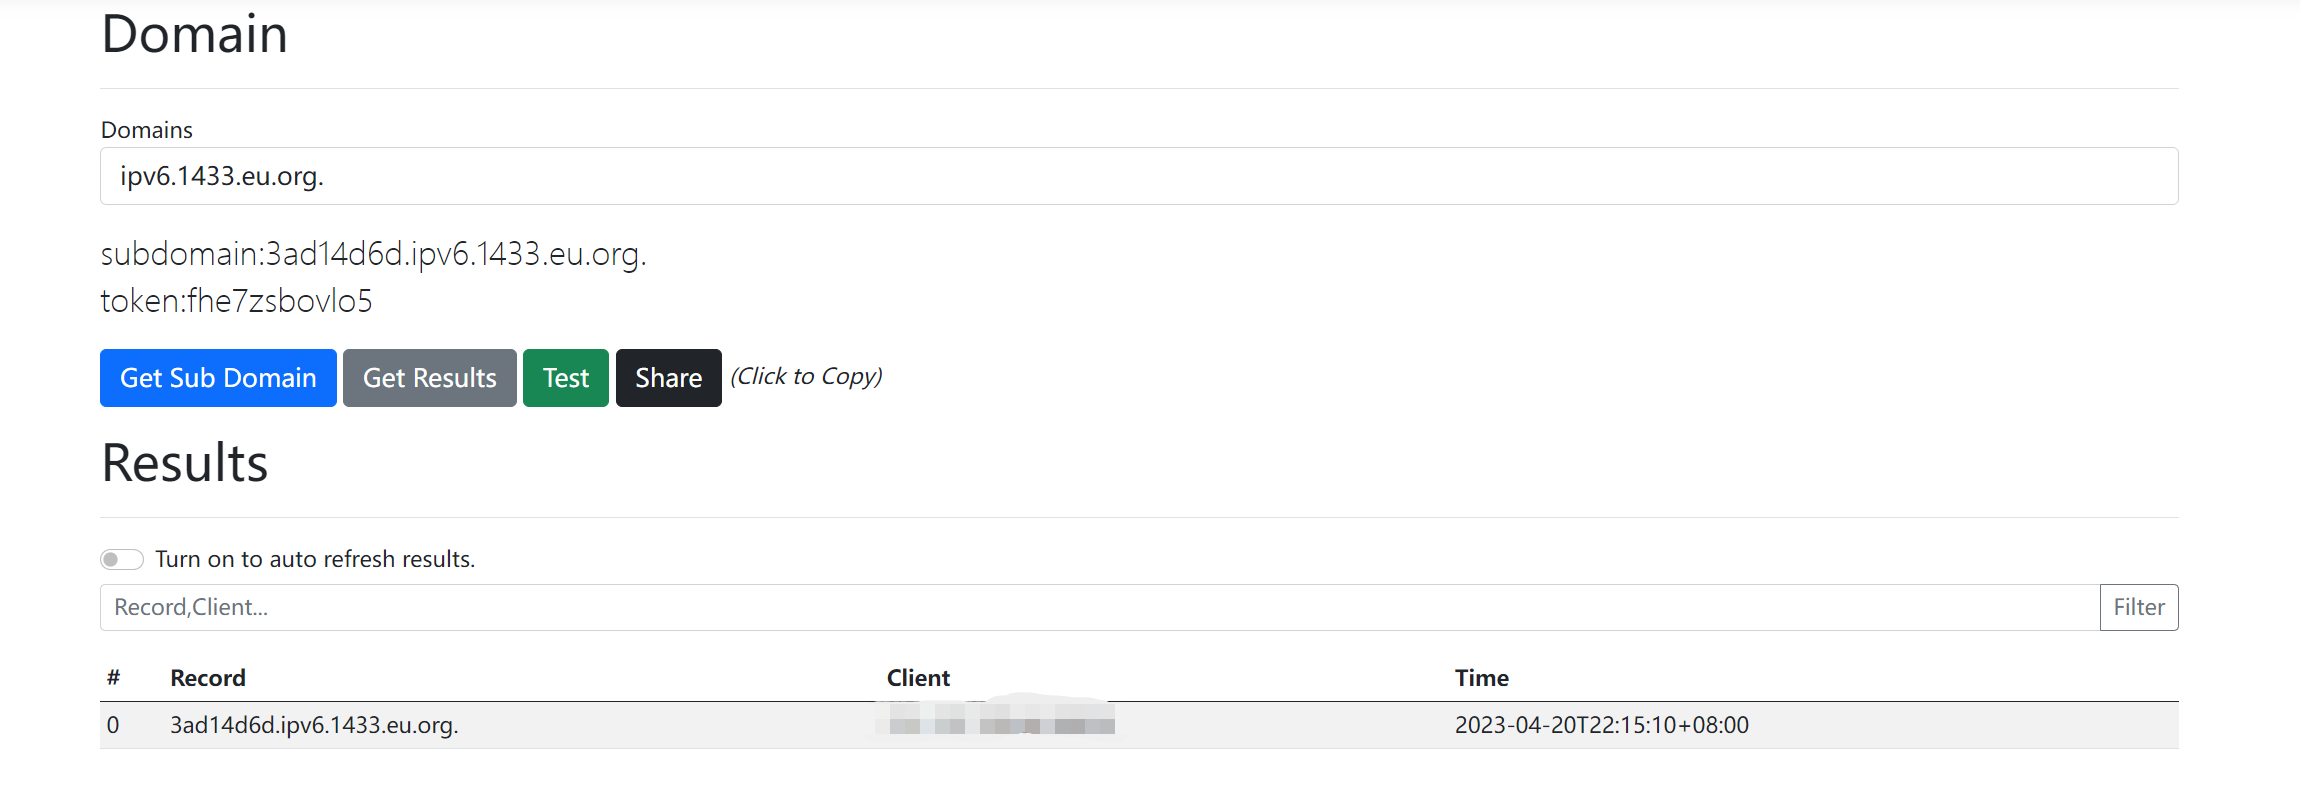 Domain
Domains
ipv6.1433.eu.org.
subdomain:3ad14d6d.ipv6.1433.eu.org.
token:fhe7zsbovlo5
Get Sub Domain Get Results Test Share (Click to Copy)
Results
Turn on to auto refresh results.
Record,Client... Filter
# Record Client Time
0 3ad14d6d.ipv6.1433.eu.org. 2023-04-20T22:15:10+08:00